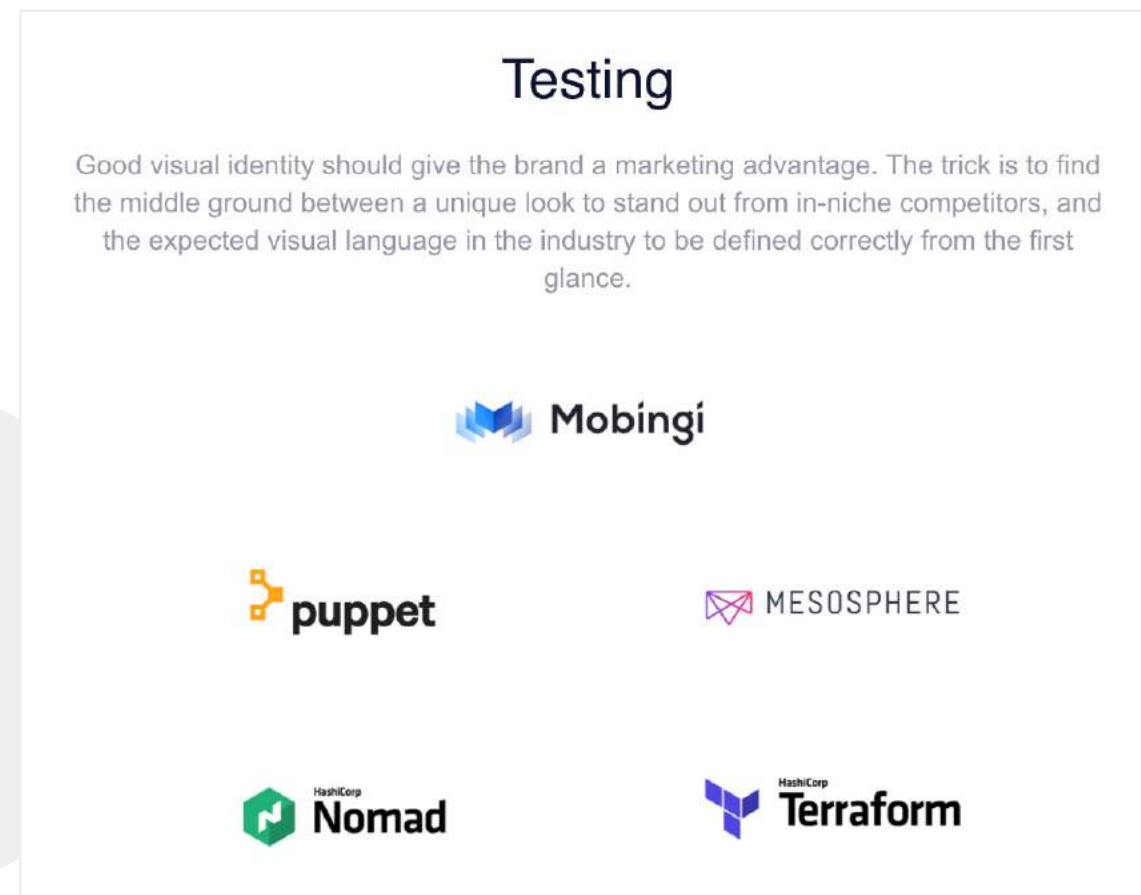 Testing
Good visual identity should give the brand a marketing advantage. The trick is to find
the middle ground between a unique look to stand out from in-niche competitors, and
the expected visual language in the industry to be defined correctly from the first
glance.
Mobingi
puppet
MESOSPHERE
HashiCorp
Nomad
HashiCorp
Terraform